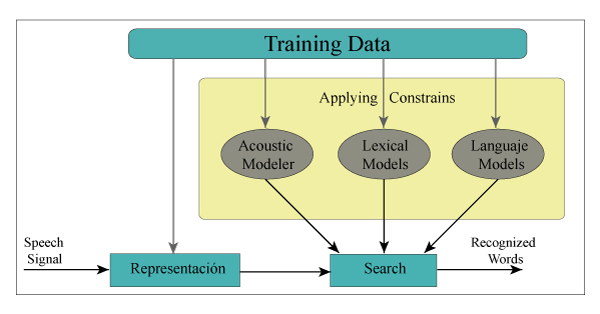 Training Data
Applying Constrains
Acoustic
Modeler
Lexical
Models
Languaje
Models
Speech
Signal
Representación
Search
Recognized
Words